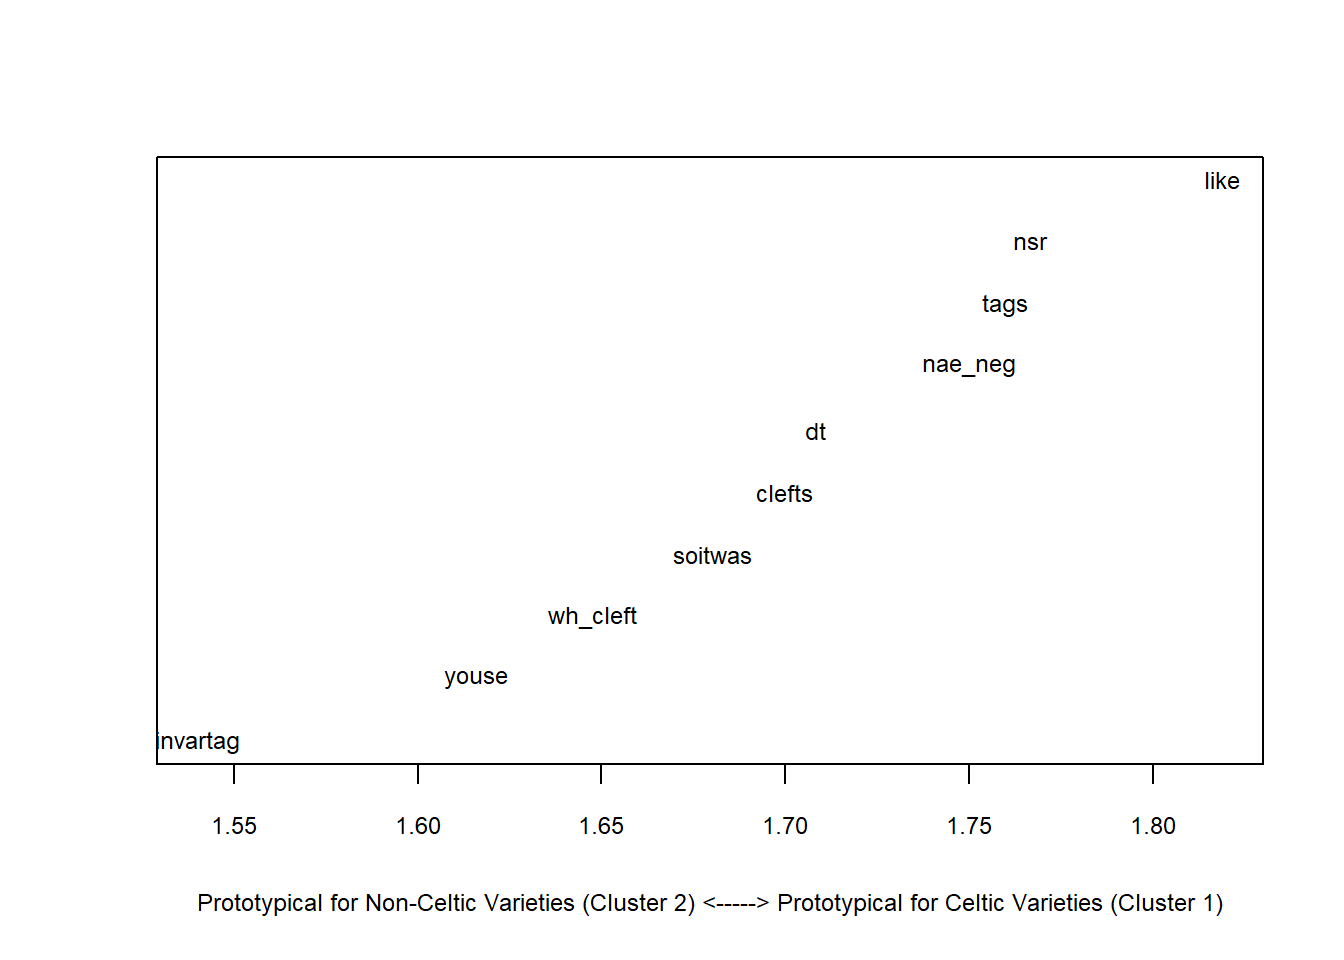 like
nsr
tags
nae_neg
dt
clefts
soitwas
wh_cleft
youse
invartag
1.55 1.60 1.65 1.70 1.75 1.80
Prototypical for Non-Celtic Varieties (Cluster 2) <-----> Prototypical for Celtic Varieties (Cluster 1)